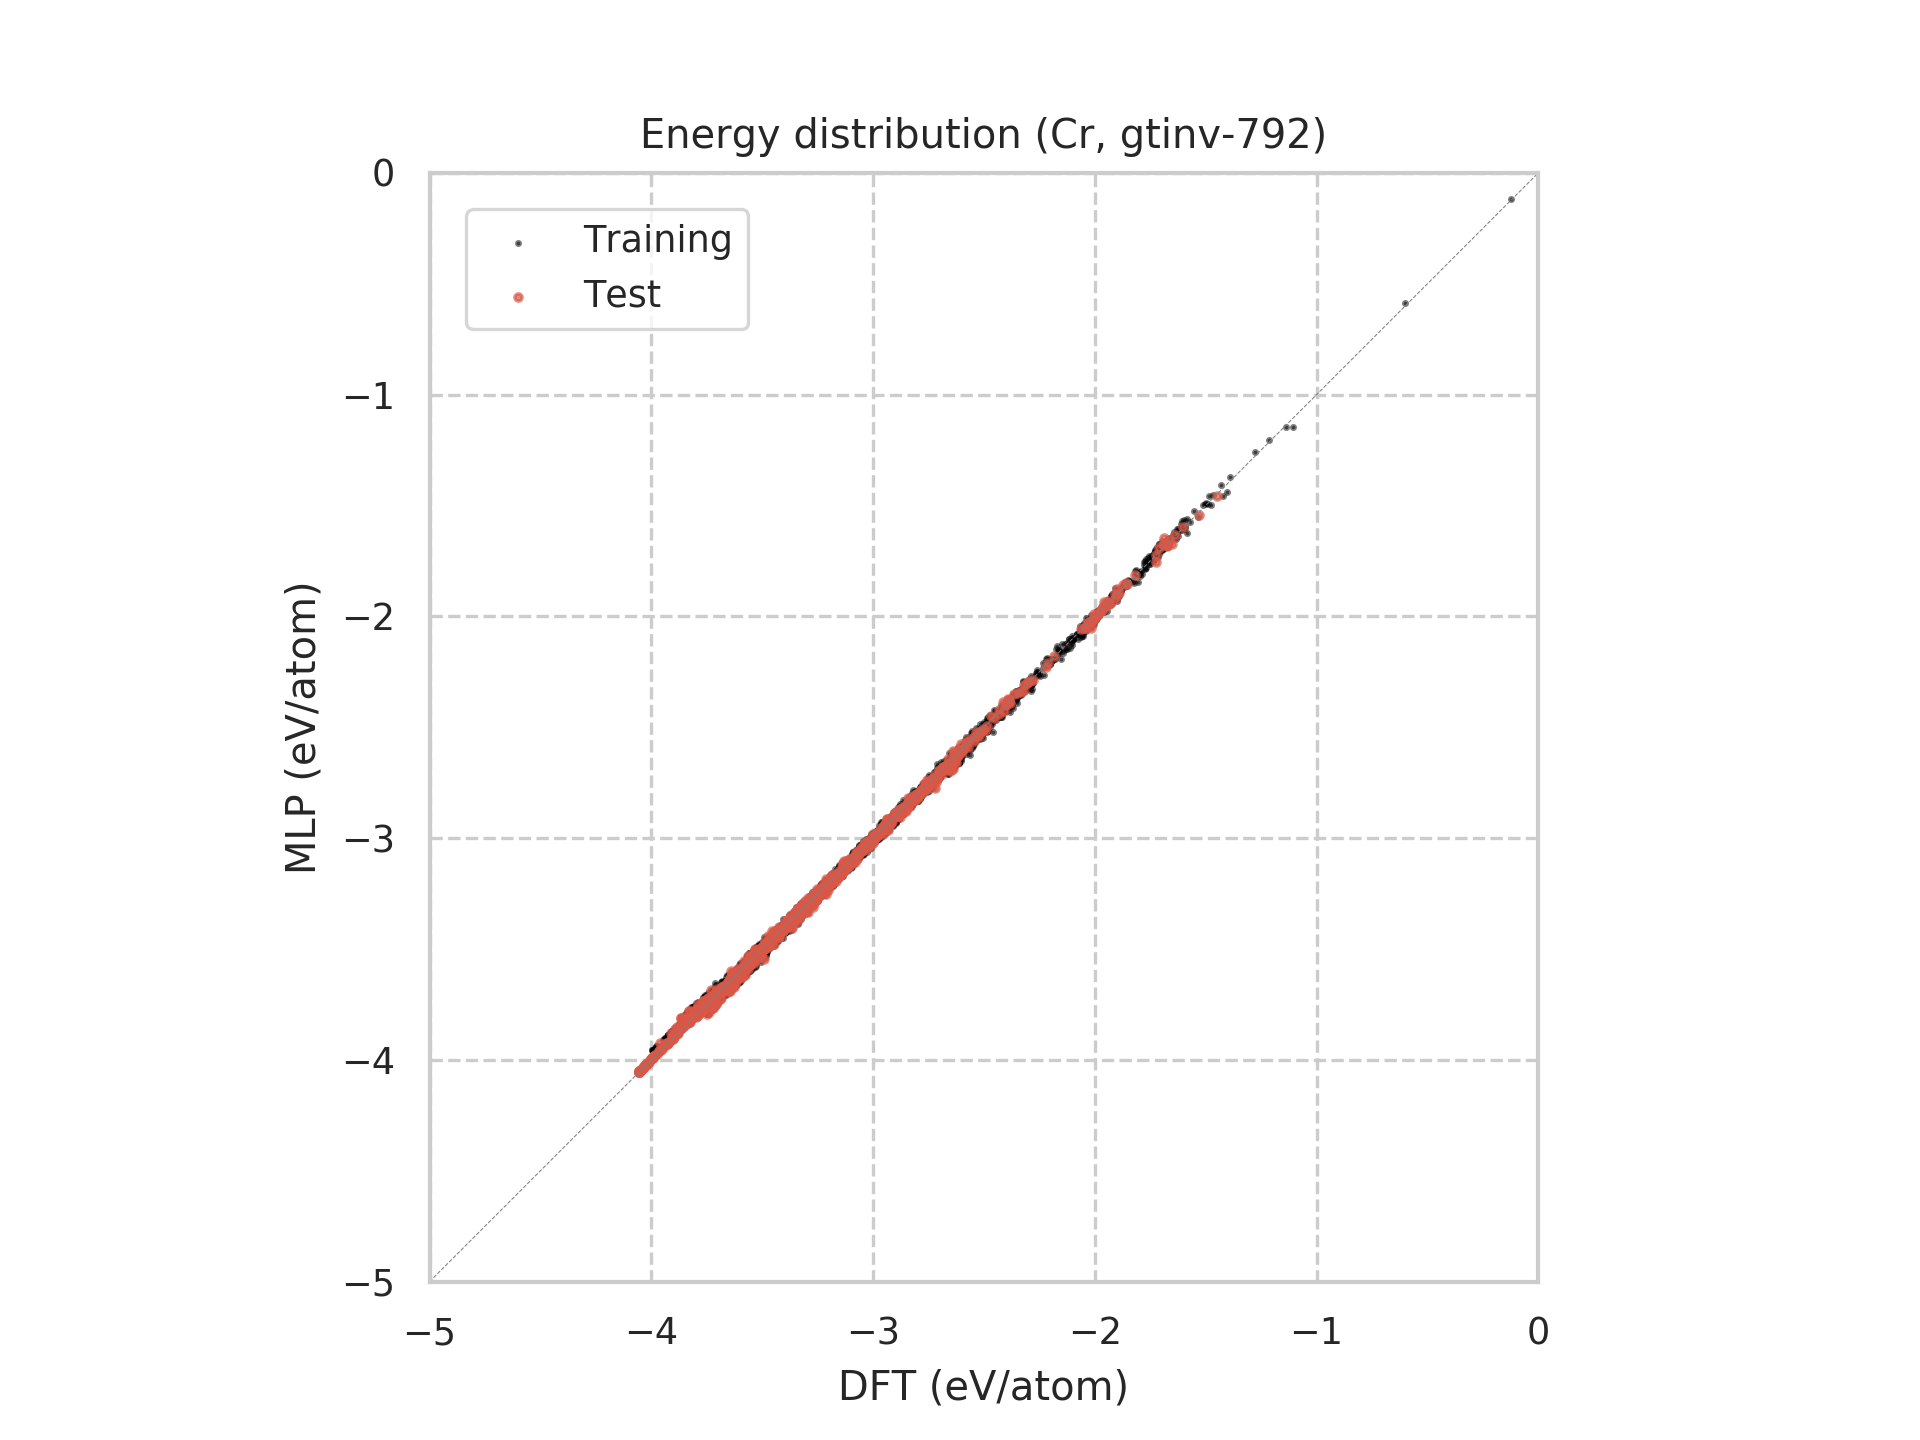 Energy distribution (Cr, gtinv-792)
Training
Test
MLP (eV/atom)
0
−1
−2
−3
−4
−5
−5 −4 −3 −2 −1 0
DFT (eV/atom)